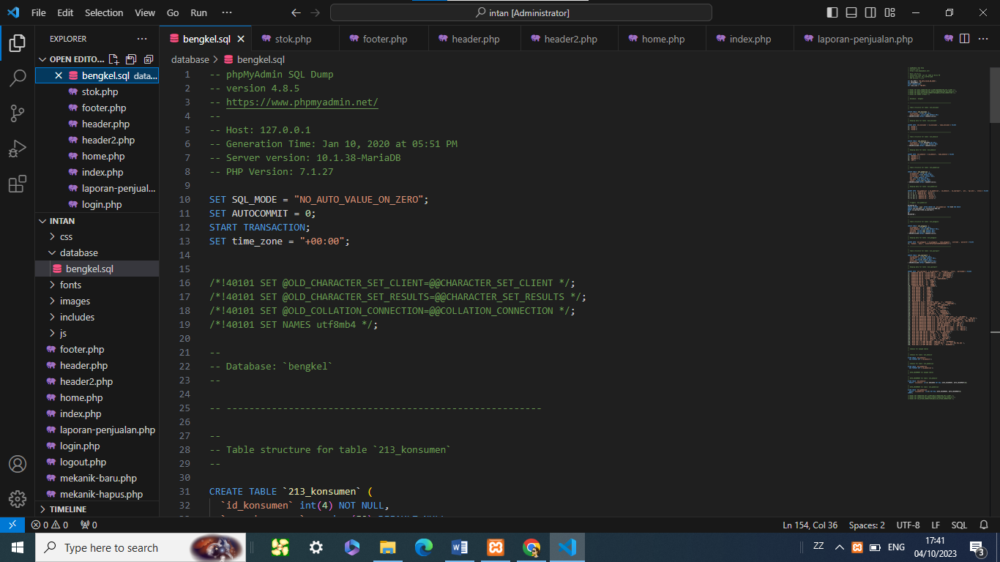 File Edit Selection View Go Run ··· intan [Administrator]
EXPLORER
OPEN EDITO...
bengkel.sql data...
stok.php
footer.php
header.php
header2.php
home.php
index.php
laporan-penjual...
login.php
INTAN
css
database
bengkel.sql
fonts
images
includes
js
footer.php
header.php
header2.php
home.php
index.php
laporan-penjualan.php
login.php
logout.php
mekanik-baru.php
mekanik-hapus.php
TIMELINE
bengkel.sql stok.php footer.php header.php header2.php home.php index.php laporan-penjualan.php
database > bengkel.sql
1 -- phpMyAdmin SQL Dump
2 -- version 4.8.5
3 -- https://www.phpmyadmin.net/
4 --
5 -- Host: 127.0.0.1
6 -- Generation Time: Jan 10, 2020 at 05:51 PM
7 -- Server version: 10.1.38-MariaDB
8 -- PHP Version: 7.1.27
9
10 SET SQL_MODE = "NO_AUTO_VALUE_ON_ZERO";
11 SET AUTOCOMMIT = 0;
12 START TRANSACTION;
13 SET time_zone = "+00:00";
14
15
16 /*!40101 SET @OLD_CHARACTER_SET_CLIENT=@@CHARACTER_SET_CLIENT */;
17 /*!40101 SET @OLD_CHARACTER_SET_RESULTS=@@CHARACTER_SET_RESULTS */;
18 /*!40101 SET @OLD_COLLATION_CONNECTION=@@COLLATION_CONNECTION */;
19 /*!40101 SET NAMES utf8mb4 */;
20
21 --
22 -- Database: `bengkel`
23 --
24
25 -- --------------------------------------------------------
26
27 --
28 -- Table structure for table `213_konsumen`
29 --
30
31 CREATE TABLE `213_konsumen` (
32 `id_konsumen` int(4) NOT NULL,
0 0 0 Ln 154, Col 36 Spaces: 2 UTF-8 LF SQL
Type here to search
ZZ ENG
17:41
04/10/2023
3